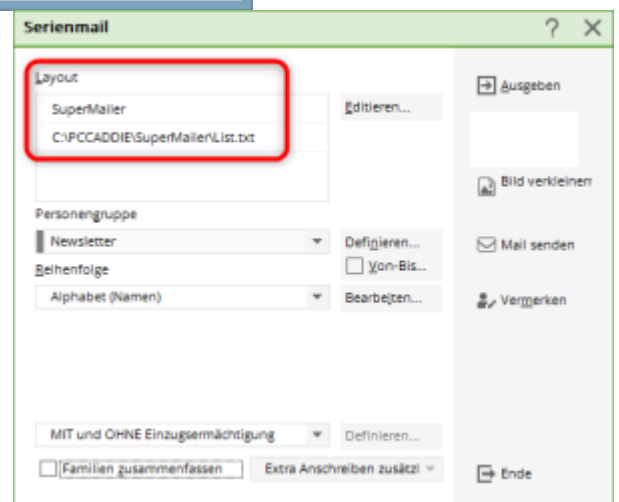 Serienmail
?
Layout
SuperMailer
Editieren...
C:\PCCADDIE\SuperMailer\List.txt
Ausgeben
Bild verkleinern
Personengruppe
Newsletter
Definieren...
Von-Bis...
Mail senden
Reihenfolge
Alphabet (Namen)
Bearbeiten...
Vermerken
MIT und OHNE Einzugsermächtigung
Definieren...
Familien zusammenfassen
Extra Anschreiben zusätzl
Ende